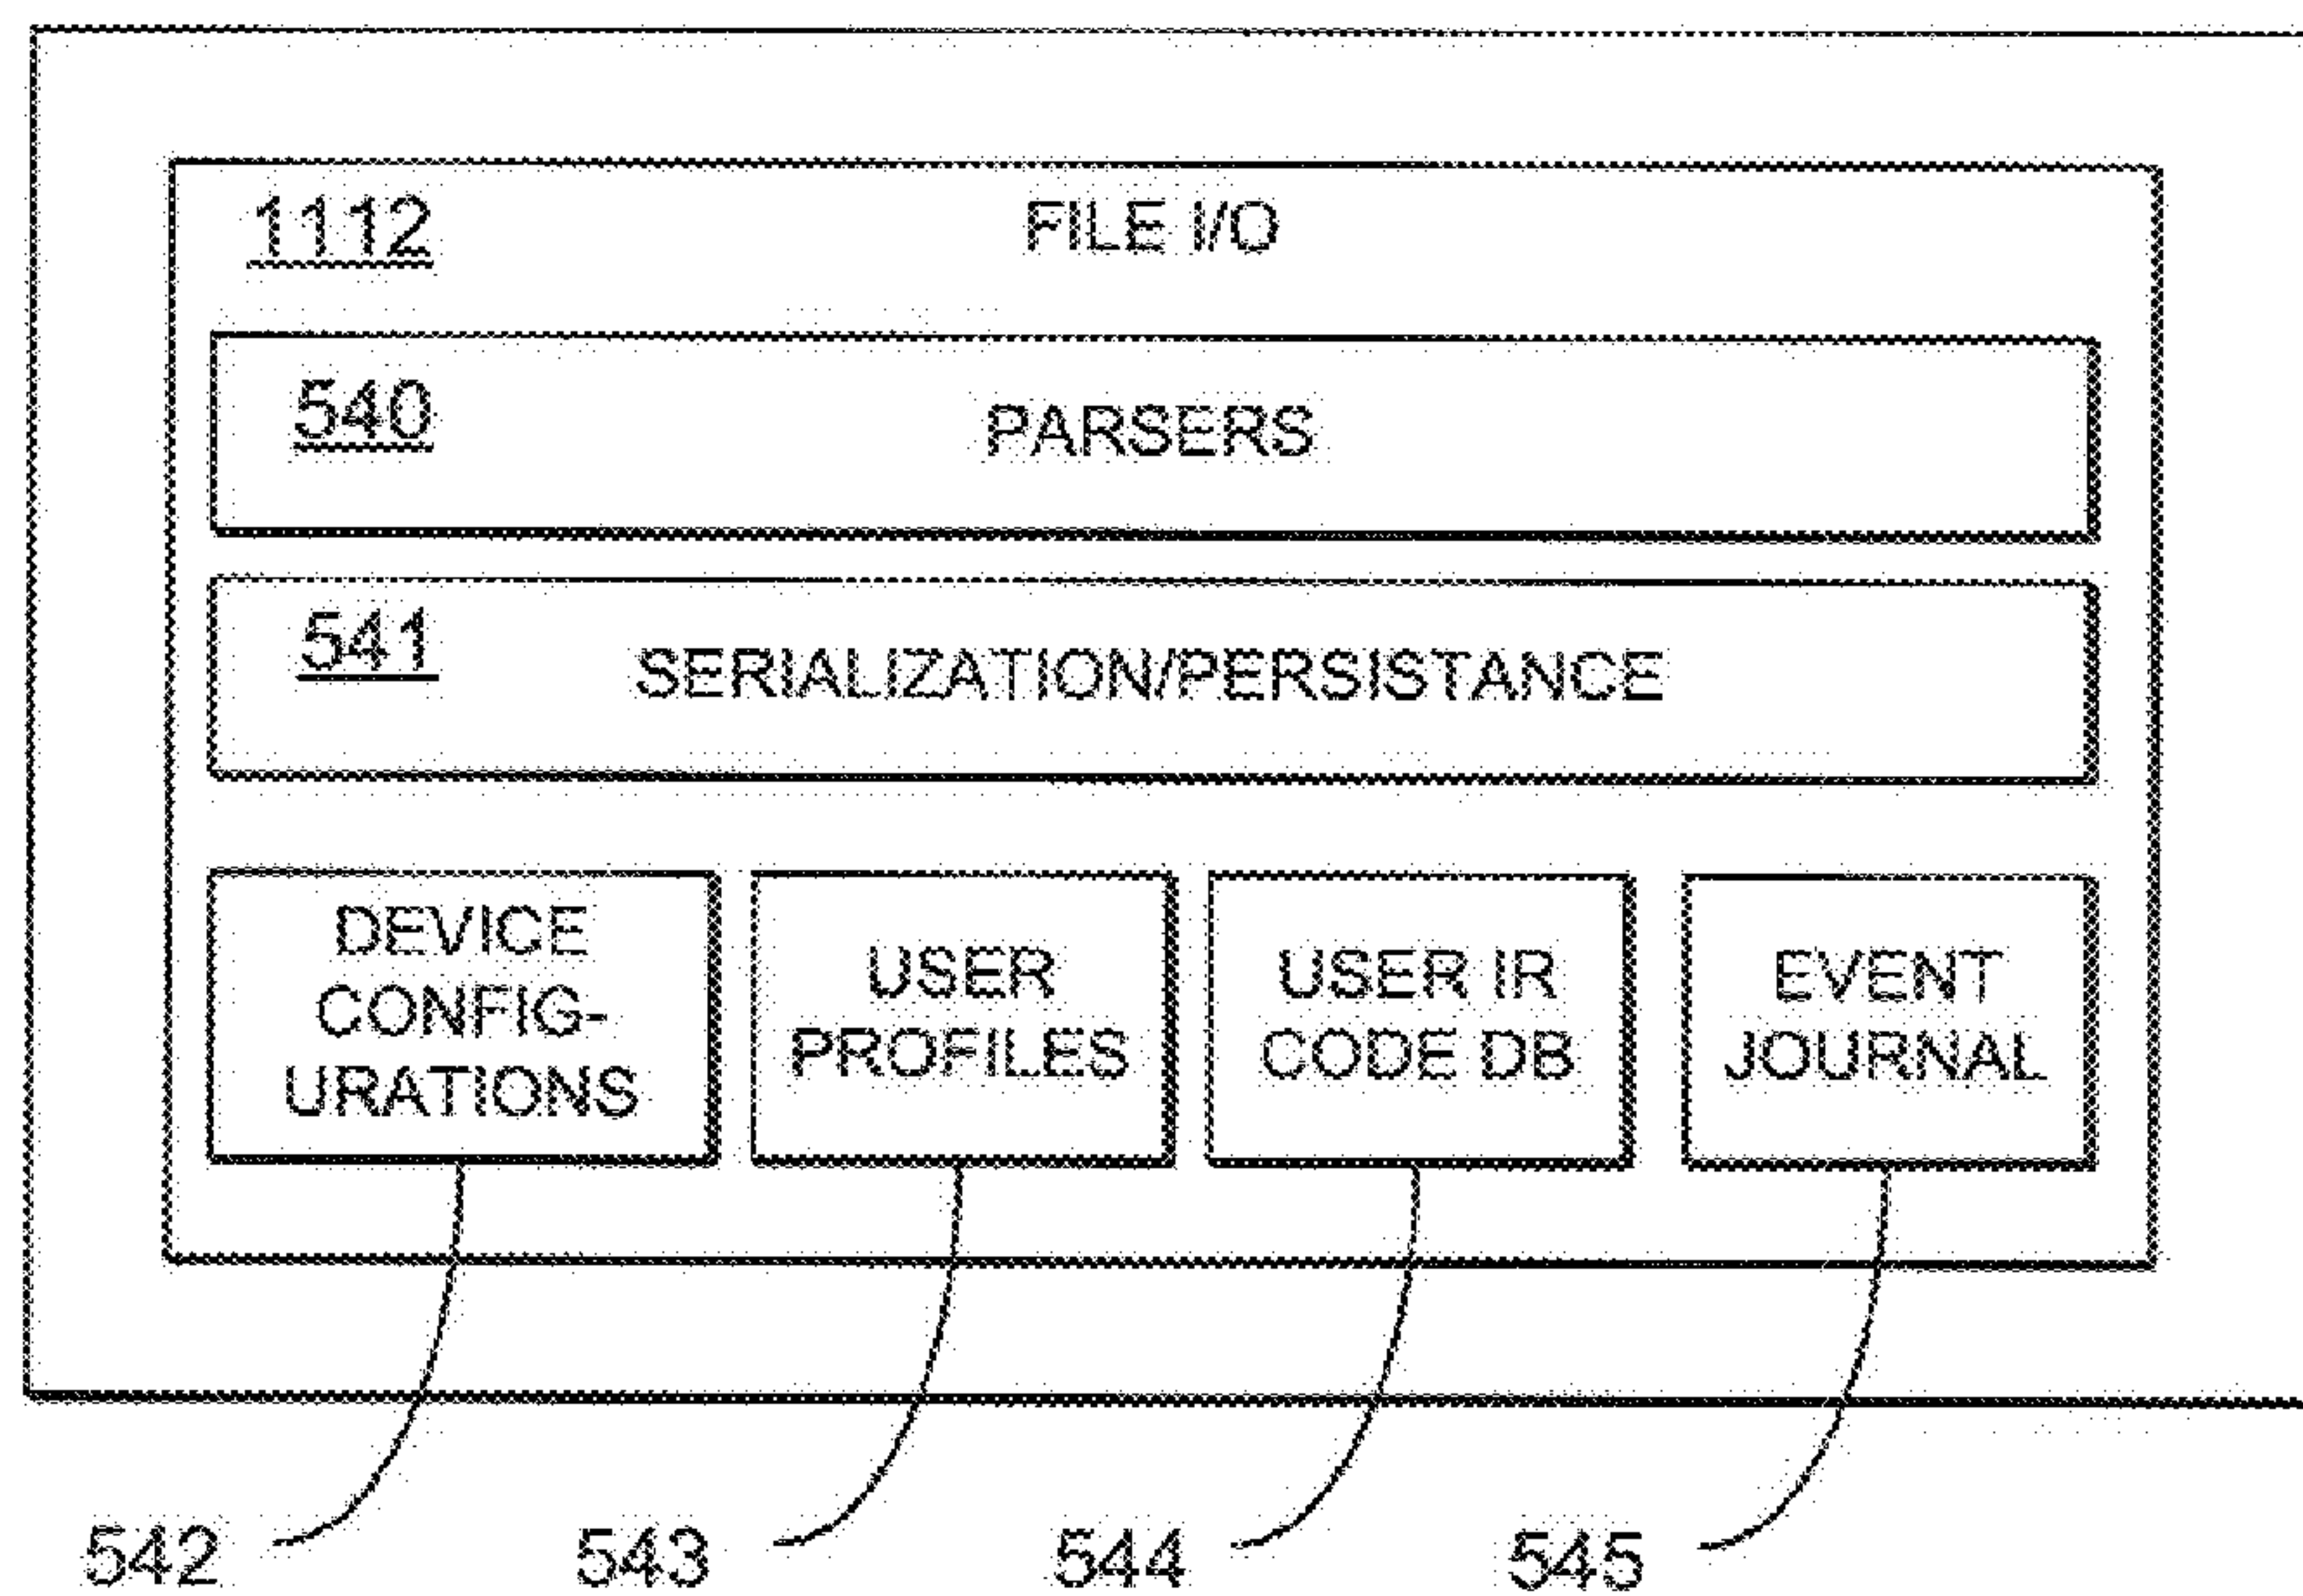 1112 FILE I/O
540 PARSERS
541 SERIALIZATION/PERSISTANCE
DEVICE
CONFIG-
URATIONS
USER
PROFILES
USER IR
CODE DB
EVENT
JOURNAL
542 543 544 545